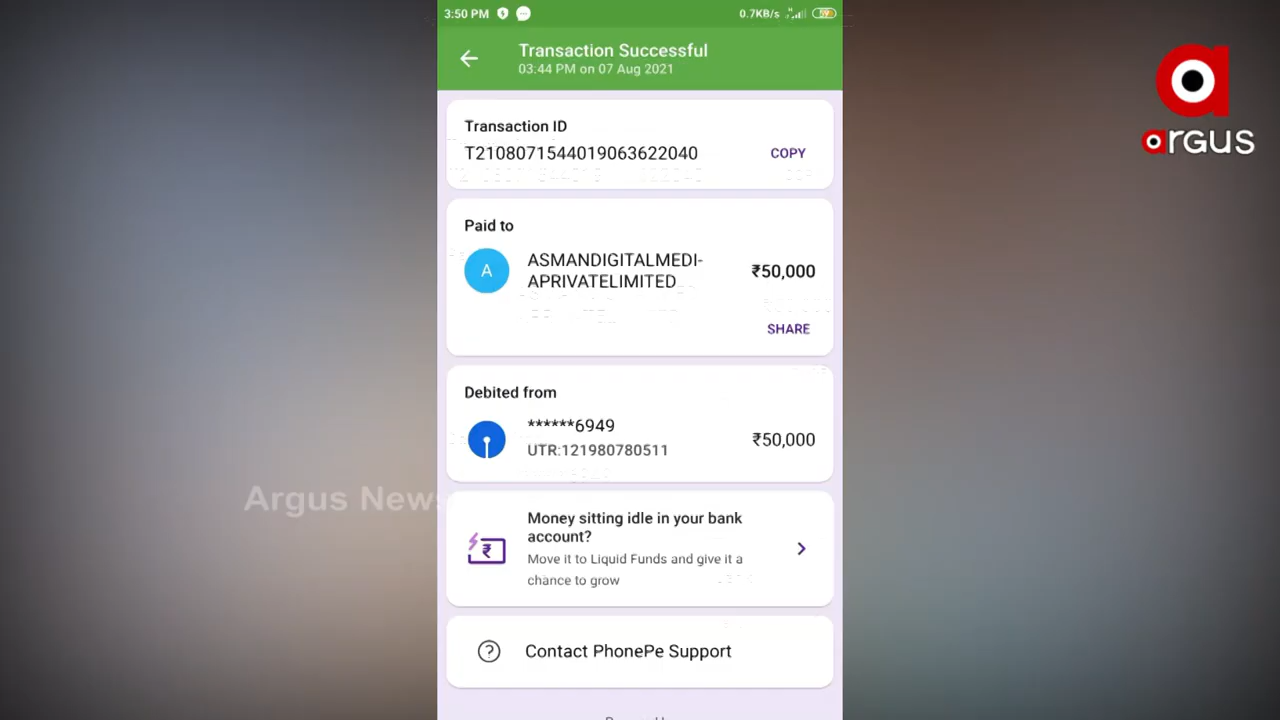 3:50 PM
0.7KB/s
59
Transaction Successful
03:44 PM on 07 Aug 2021
argus
Transaction ID
T2108071544019063622040
COPY
Paid to
A
ASMANDIGITALMEDI-
APRIVATELIMITED
₹50,000
SHARE
Debited from
******6949
UTR:121980780511
₹50,000
Argus News
Money sitting idle in your bank
account?
Move it to Liquid Funds and give it a
chance to grow
Contact PhonePe Support